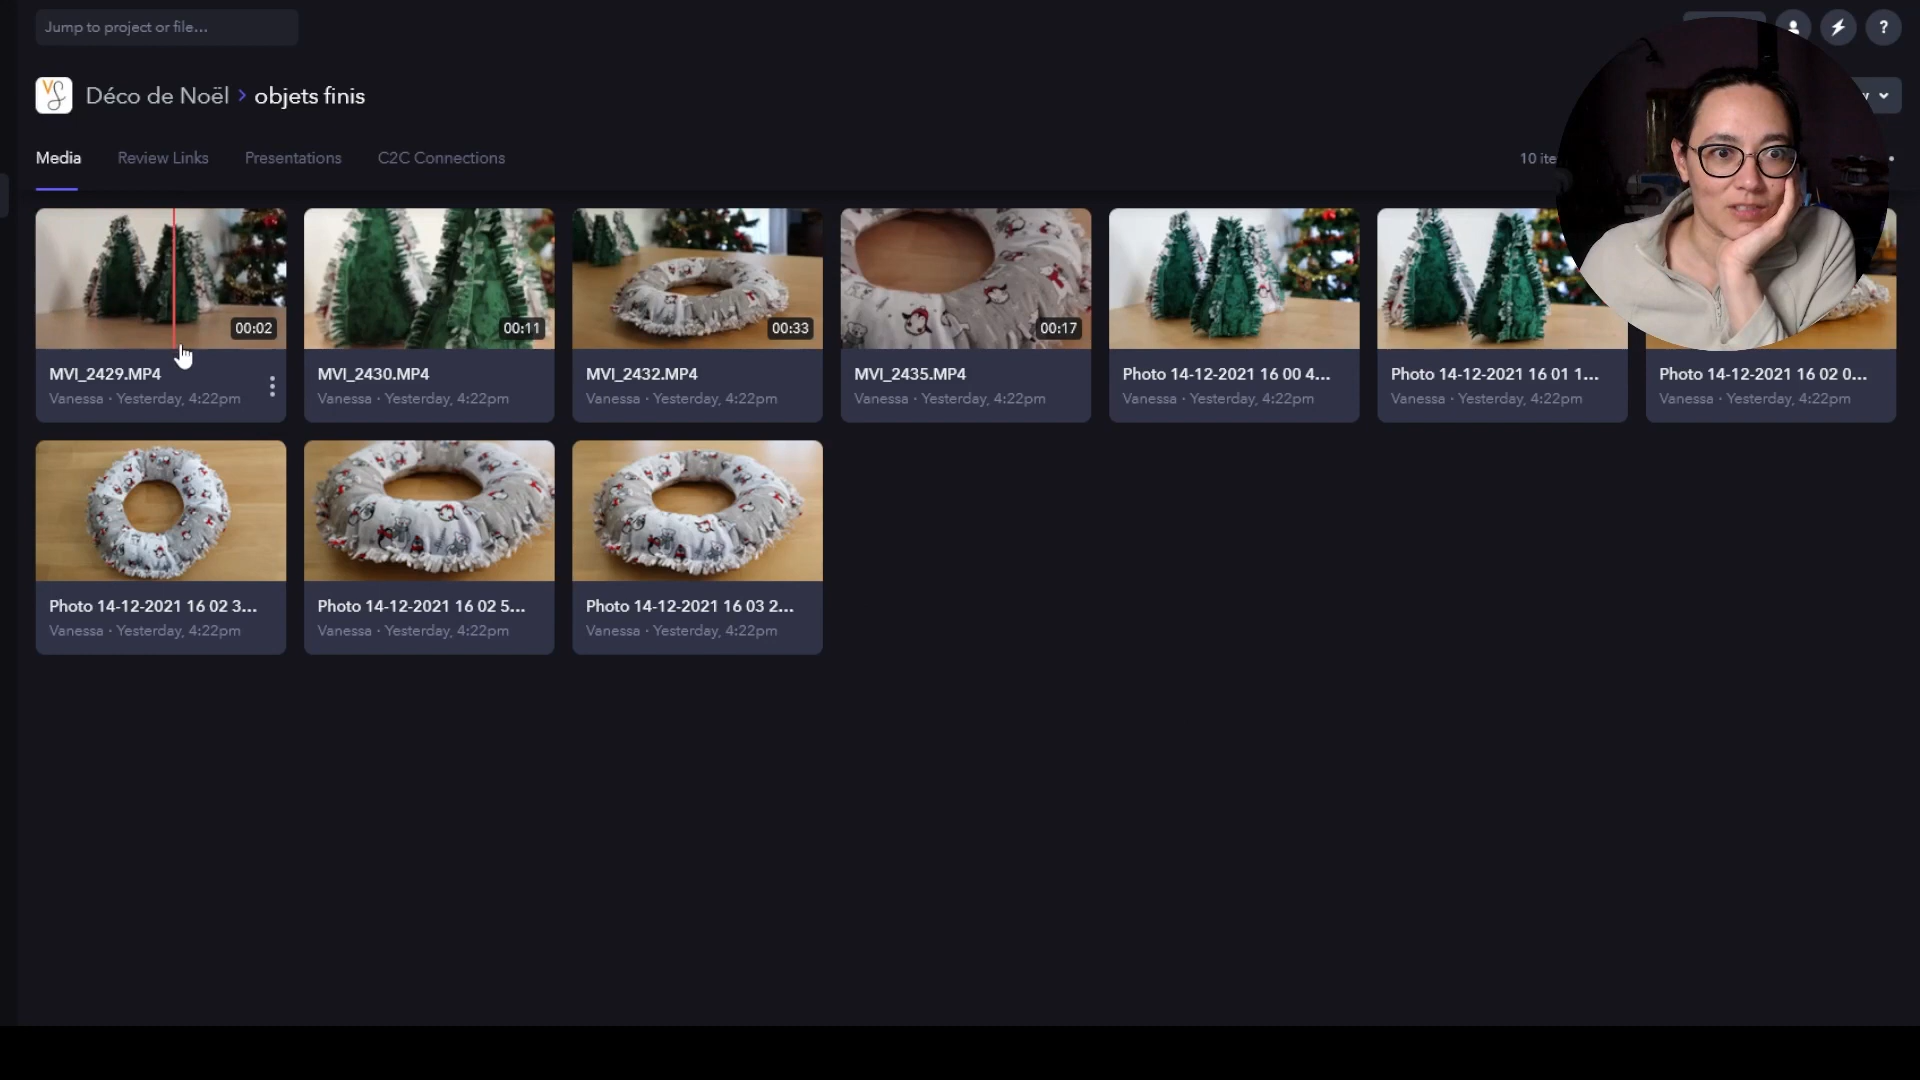 Jump to project or file...
?
VS
Déco de Noël > objets finis
Media
Review Links
Presentations
C2C Connections
10 ite
00:02
00:11
00:33
00:17
MVI_2429.MP4
Vanessa · Yesterday, 4:22pm
MVI_2430.MP4
Vanessa · Yesterday, 4:22pm
MVI_2432.MP4
Vanessa · Yesterday, 4:22pm
MVI_2435.MP4
Vanessa · Yesterday, 4:22pm
Photo 14-12-2021 16 00 4...
Vanessa · Yesterday, 4:22pm
Photo 14-12-2021 16 01 1...
Vanessa · Yesterday, 4:22pm
Photo 14-12-2021 16 02 0...
Vanessa · Yesterday, 4:22pm
Photo 14-12-2021 16 02 3...
Vanessa · Yesterday, 4:22pm
Photo 14-12-2021 16 02 5...
Vanessa · Yesterday, 4:22pm
Photo 14-12-2021 16 03 2...
Vanessa · Yesterday, 4:22pm